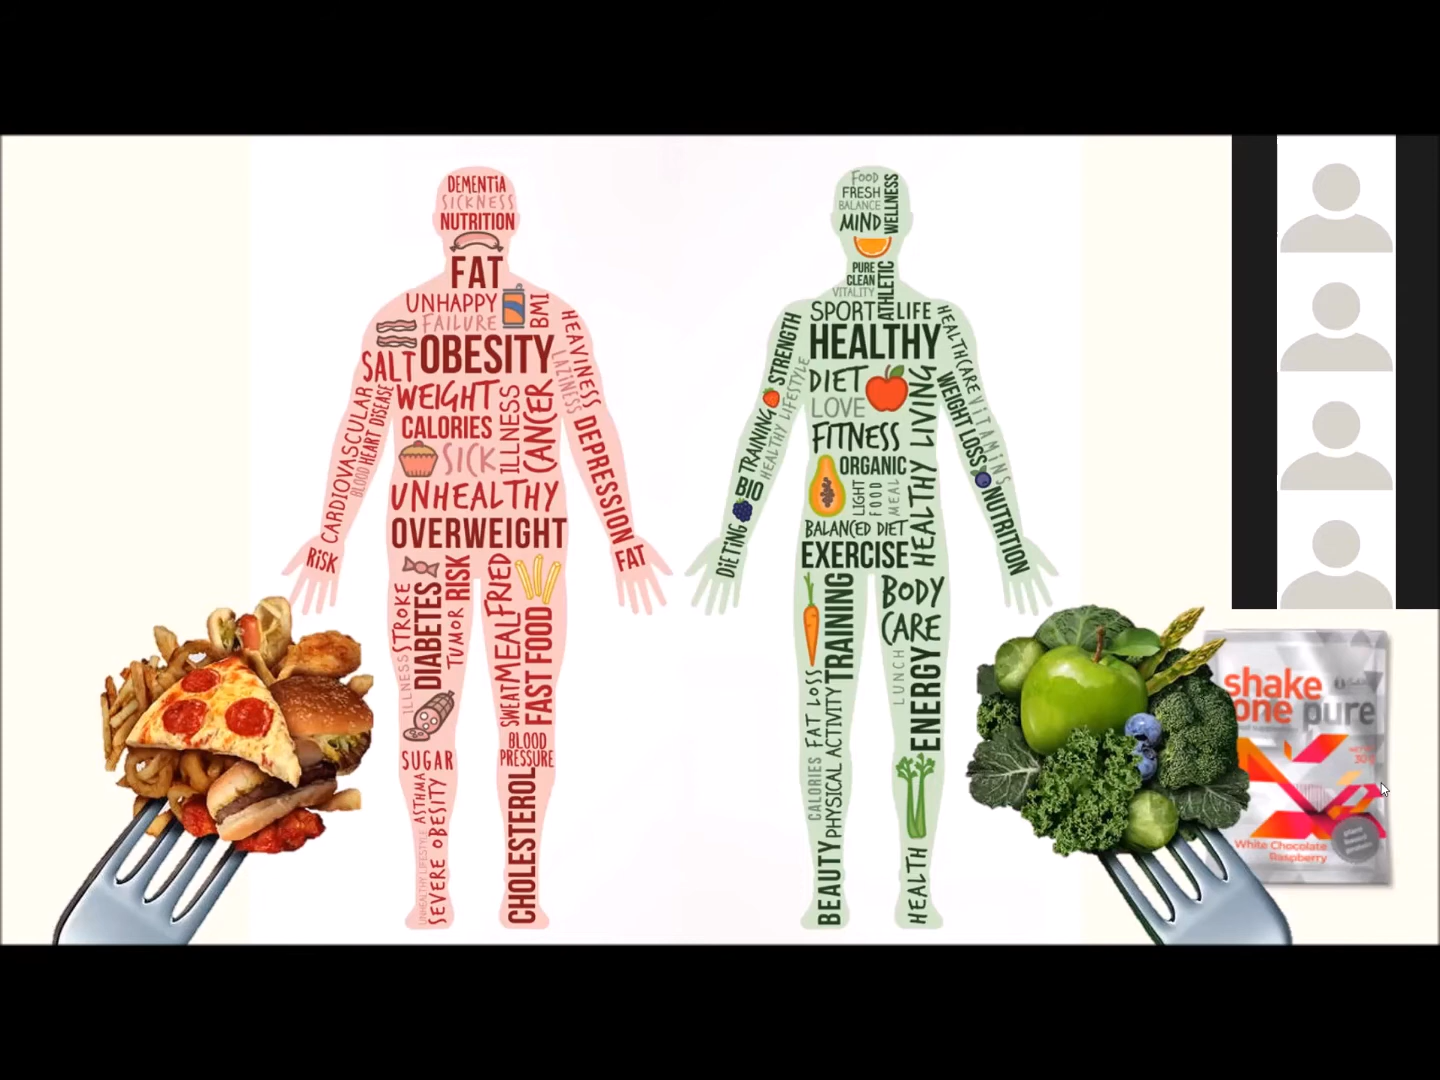 DEMENTIA
SICKNESS
NUTRITION
FAT
UNHAPPY
BMI
FAILURE
HEAVINESS
LAZINESS
SALT
OBESITY
WEIGHT
CALORIES
ILLNESS
CANCER
CARDIOVASCULAR
BLOOD
HEART DISEASE
SICK
DEPRESSION
UNHEALTHY
OVERWEIGHT
RISK
FAT
STROKE
DIABETES
RISK
TUMOR
ILLNESS
FRIED
MEAL
SWEAT
FAST FOOD
BLOOD
PRESSURE
SUGAR
ASTHMA
UNHEALTHY LIFESTYLE
SEVERE OBESITY
CHOLESTEROL
FOOD
FRESH
BALANCE
MIND
WELLNESS
PURE
CLEAN
VITALITY
ATHLETIC
SPORT
LIFE
HEALTHY
STRENGTH
HEALTHCARE
VITAMINS
DIET
LOVE
FITNESS
HEALTHY LIVING
WEIGHT LOSS
HEALTHY LIFESTYLE
TRAINING
BIO
DIETING
ORGANIC
LIGHT
FOOD
MEAL
NUTRITION
BALANCED DIET
EXERCISE
TRAINING
BODY
CARE
LUNCH
ENERGY
FAT LOSS
CALORIES
PHYSICAL ACTIVITY
BEAUTY
HEALTH
shake
one pure
White Chocolate
Raspberry
plant
based
protein